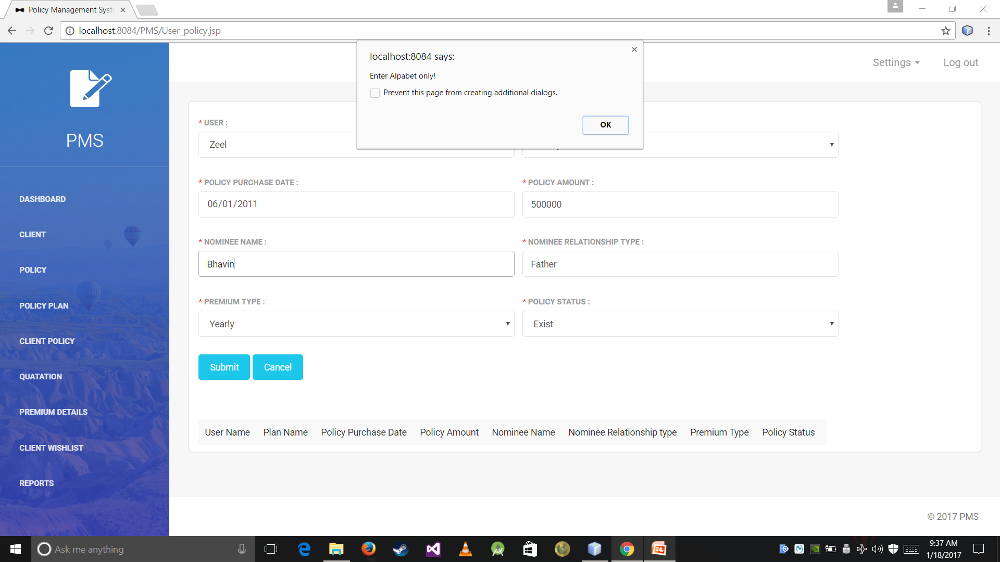 Policy Management Syste
localhost:8084/PMS/User_policy.jsp
localhost:8084 says:
Enter Alpabet only!
Prevent this page from creating additional dialogs.
OK
Settings
Log out
PMS
DASHBOARD
CLIENT
POLICY
POLICY PLAN
CLIENT POLICY
QUATATION
PREMIUM DETAILS
CLIENT WISHLIST
REPORTS
* USER :
Zeel
* POLICY PURCHASE DATE :
* POLICY AMOUNT :
06/01/2011
500000
* NOMINEE NAME :
* NOMINEE RELATIONSHIP TYPE :
Bhavin
Father
* PREMIUM TYPE :
* POLICY STATUS :
Yearly
Exist
Submit
Cancel
User Name Plan Name Policy Purchase Date Policy Amount Nominee Name Nominee Relationship type Premium Type Policy Status
© 2017 PMS
Ask me anything
9:37 AM
1/18/2017